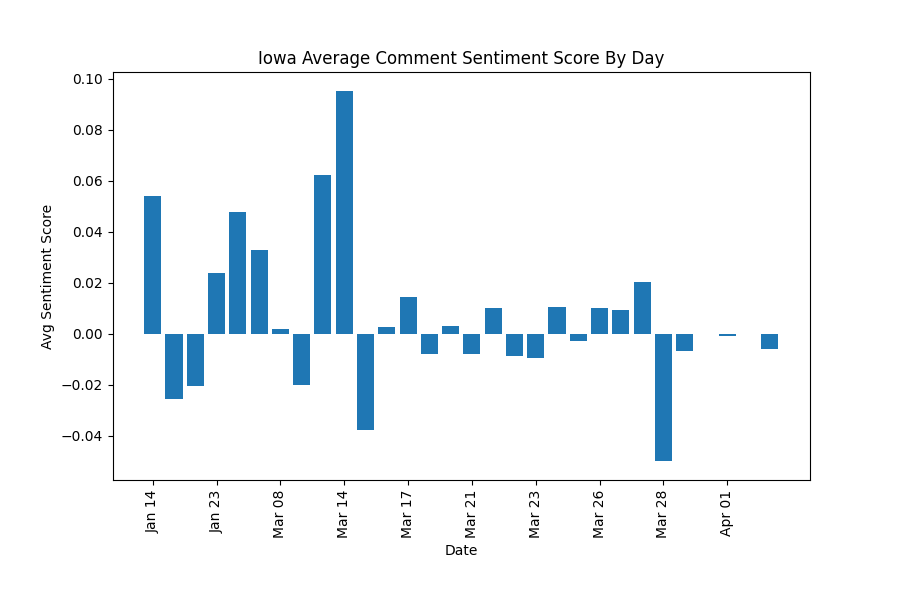 Iowa Average Comment Sentiment Score By Day
0.10
0.08
0.06
0.04
0.02
0.00
−0.02
−0.04
Avg Sentiment Score
Jan 14
Jan 23
Mar 08
Mar 14
Mar 17
Mar 21
Mar 23
Mar 26
Mar 28
Apr 01
Date